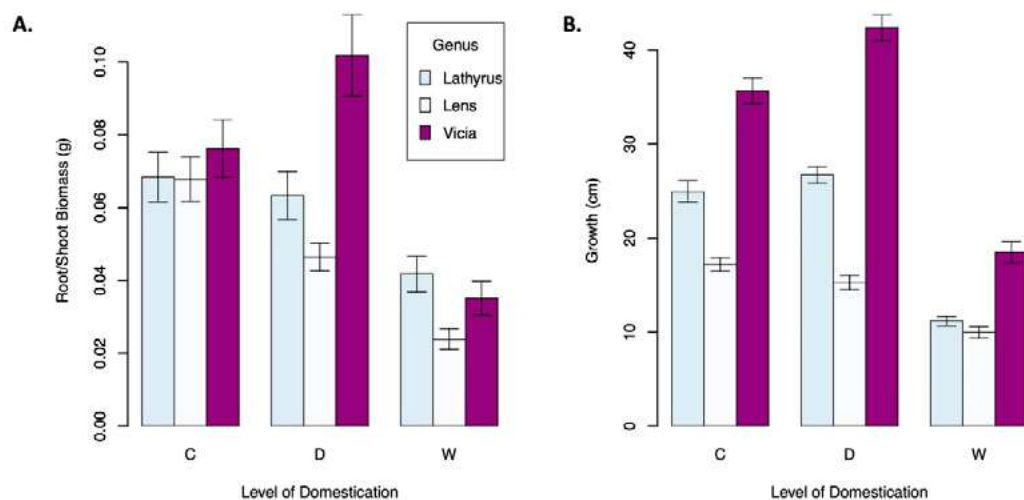 A.
Root/Shoot Biomass (g)
0.10
0.08
0.06
0.04
0.02
0.00
Genus
Lathyrus
Lens
Vicia
C D W
Level of Domestication
B.
Growth (cm)
40
30
20
10
0
C D W
Level of Domestication